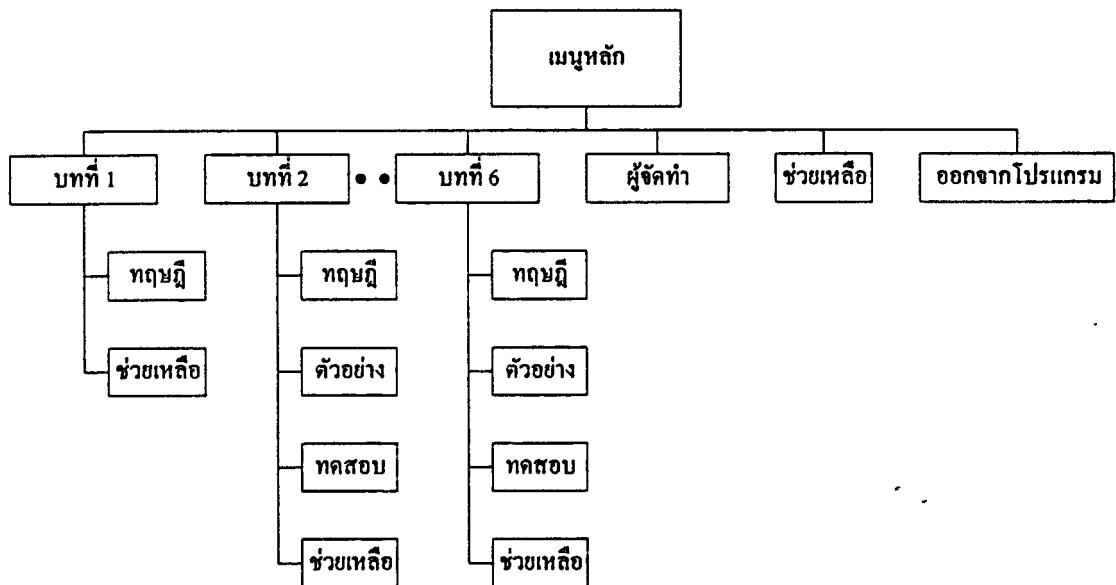 เมนูหลัก
บทที่ 1
บทที่ 2
บทที่ 6
ผู้จัดทำ
ช่วยเหลือ
ออกจากโปรแกรม
ทฤษฎี
ช่วยเหลือ
ทฤษฎี
ตัวอย่าง
ทดสอบ
ช่วยเหลือ
ทฤษฎี
ตัวอย่าง
ทดสอบ
ช่วยเหลือ